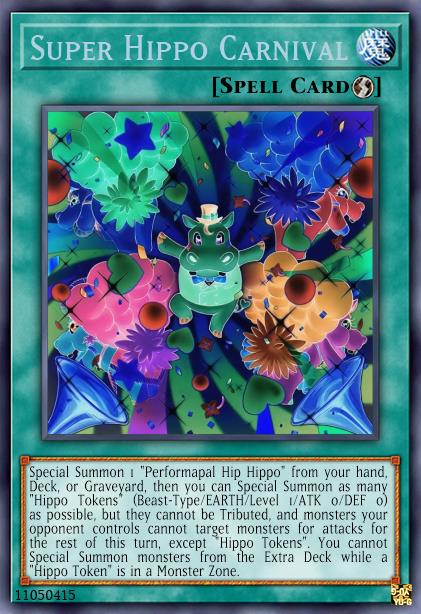 SUPER HIPPO CARNIVAL
魔
[SPELL CARD]
Special Summon 1 "Performapal Hip Hippo" from your hand,
Deck, or Graveyard, then you can Special Summon as many
"Hippo Tokens" (Beast-Type/EARTH/Level 1/ATK 0/DEF 0)
as possible, but they cannot be Tributed, and monsters your
opponent controls cannot target monsters for attacks for
the rest of this turn, except "Hippo Tokens". You cannot
Special Summon monsters from the Extra Deck while a
"Hippo Token" is in a Monster Zone.
11050415